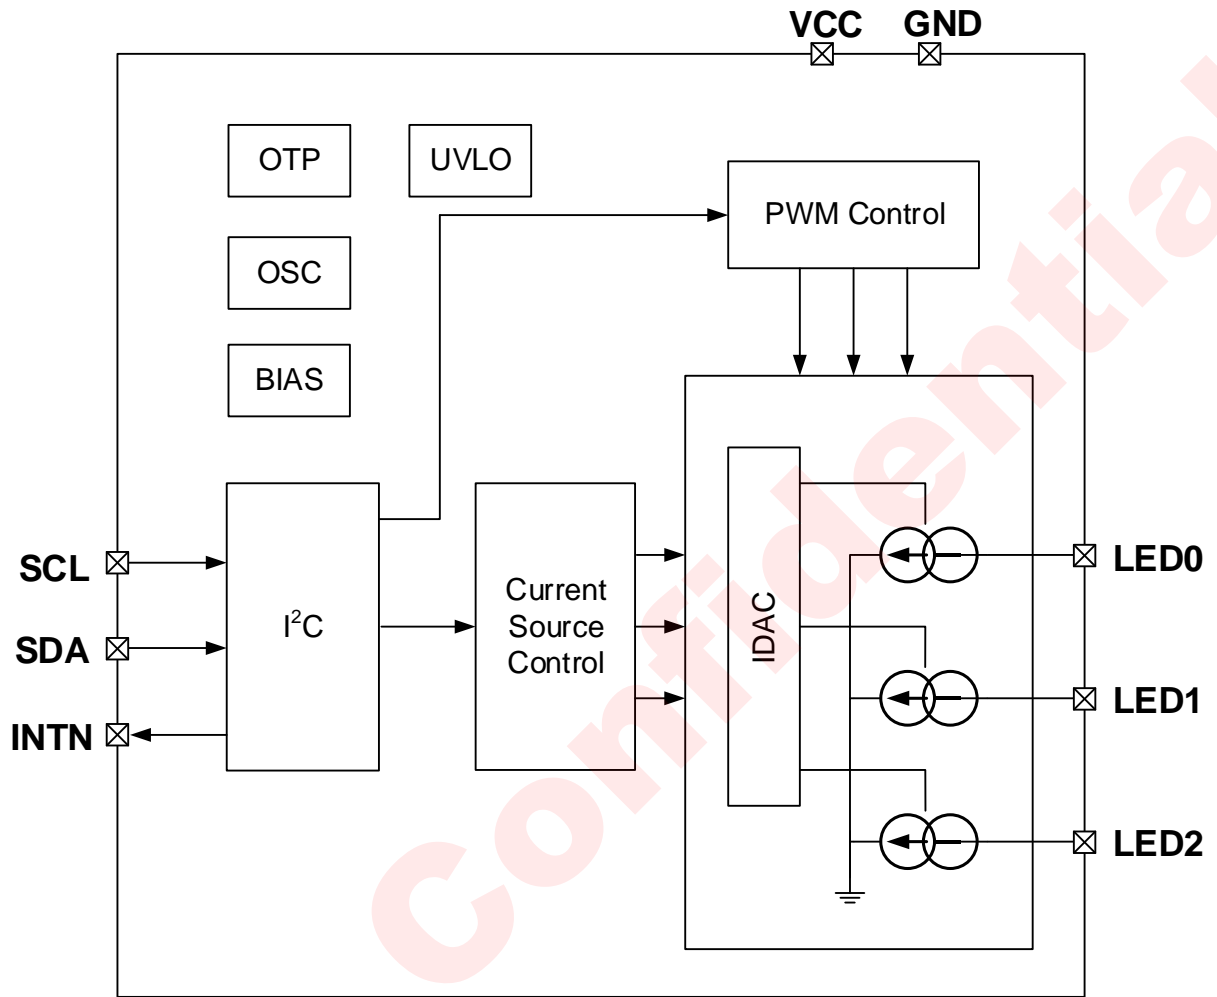 VCC GND
OTP UVLO
PWM Control
OSC
BIAS
SCL
SDA
INTN
I²C
Current
Source
Control
IDAC
LED0
LED1
LED2
Confidential